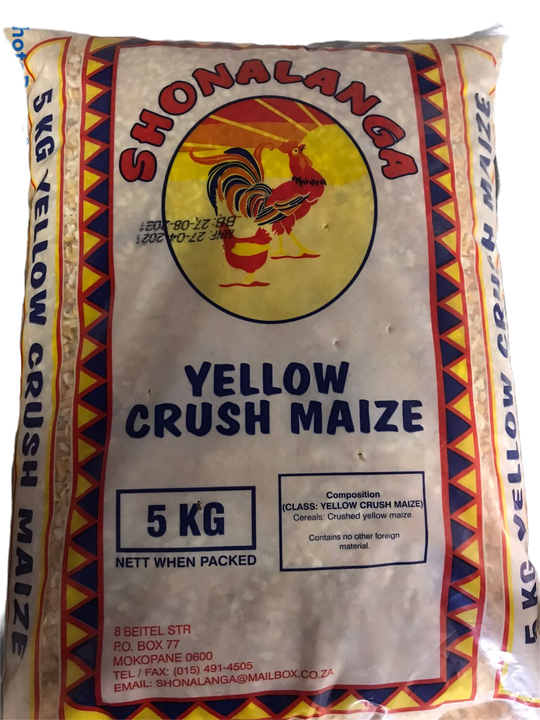 SHONALANGA
BB: 27-08-202
MNF: 27-04-202
YELLOW
CRUSH MAIZE
5 KG
NETT WHEN PACKED
Composition
(CLASS: YELLOW CRUSH MAIZE)
Cereals: Crushed yellow maize.
Contains no other foreign
material.
8 BEITEL STR
P.O. BOX 77
MOKOPANE 0600
TEL / FAX: (015) 491-4505
EMAIL: SHONALANGA@MAILBOX.CO.ZA
5 KG YELLOW CRUSH MAIZE
5 KG YELLOW CRUSH MAIZE